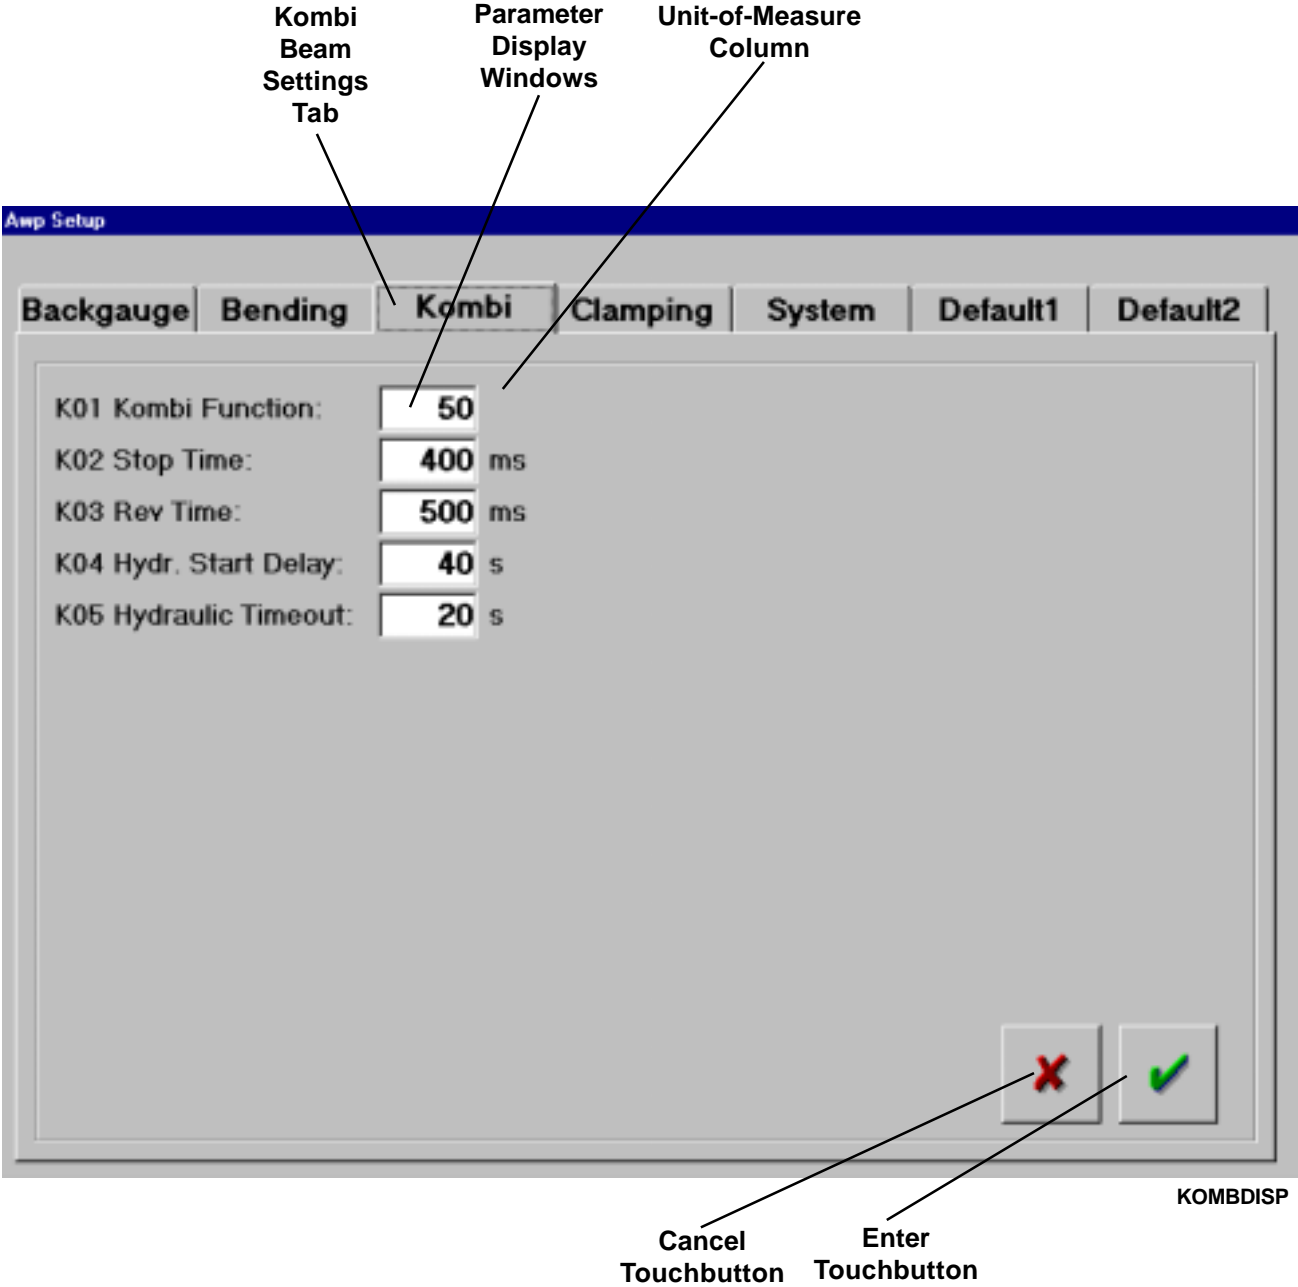 Kombi
Beam
Settings
Tab
Parameter
Display
Windows
Unit-of-Measure
Column
Awp Setup
Backgauge Bending Kombi Clamping System Default1 Default2
K01 Kombi Function: 50
K02 Stop Time: 400 ms
K03 Rev Time: 500 ms
K04 Hydr. Start Delay: 40 s
K05 Hydraulic Timeout: 20 s
KOMBDISP
Cancel
Touchbutton
Enter
Touchbutton